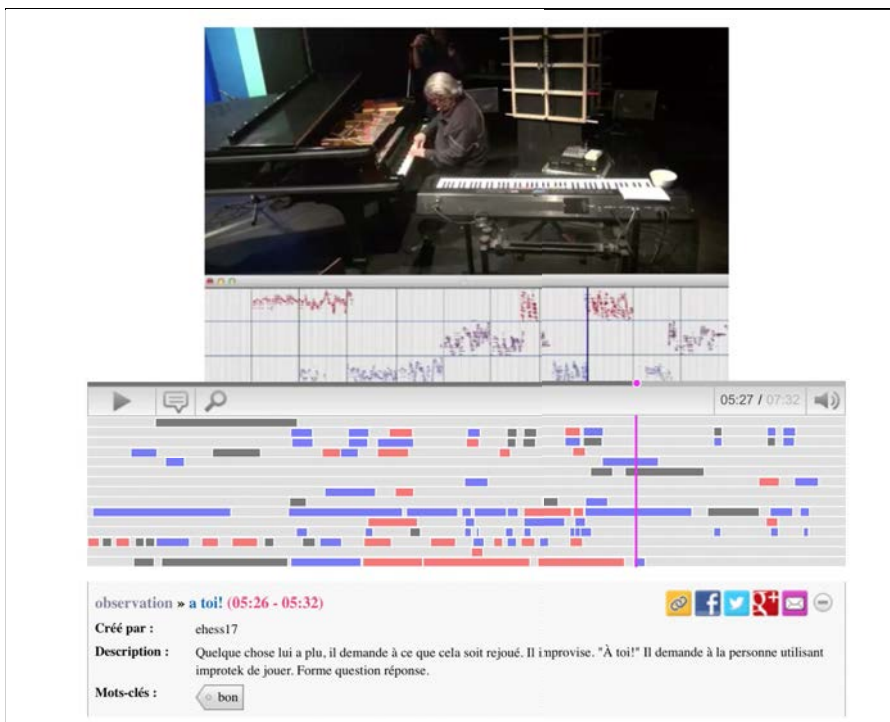 05:27 / 07:32
observation » a toi! (05:26 - 05:32)
Créé par : ehess17
Description : Quelque chose lui a plu, il demande à ce que cela soit rejoué. Il improvise. "À toi!" Il demande à la personne utilisant
improtek de jouer. Forme question réponse.
Mots-clés : bon